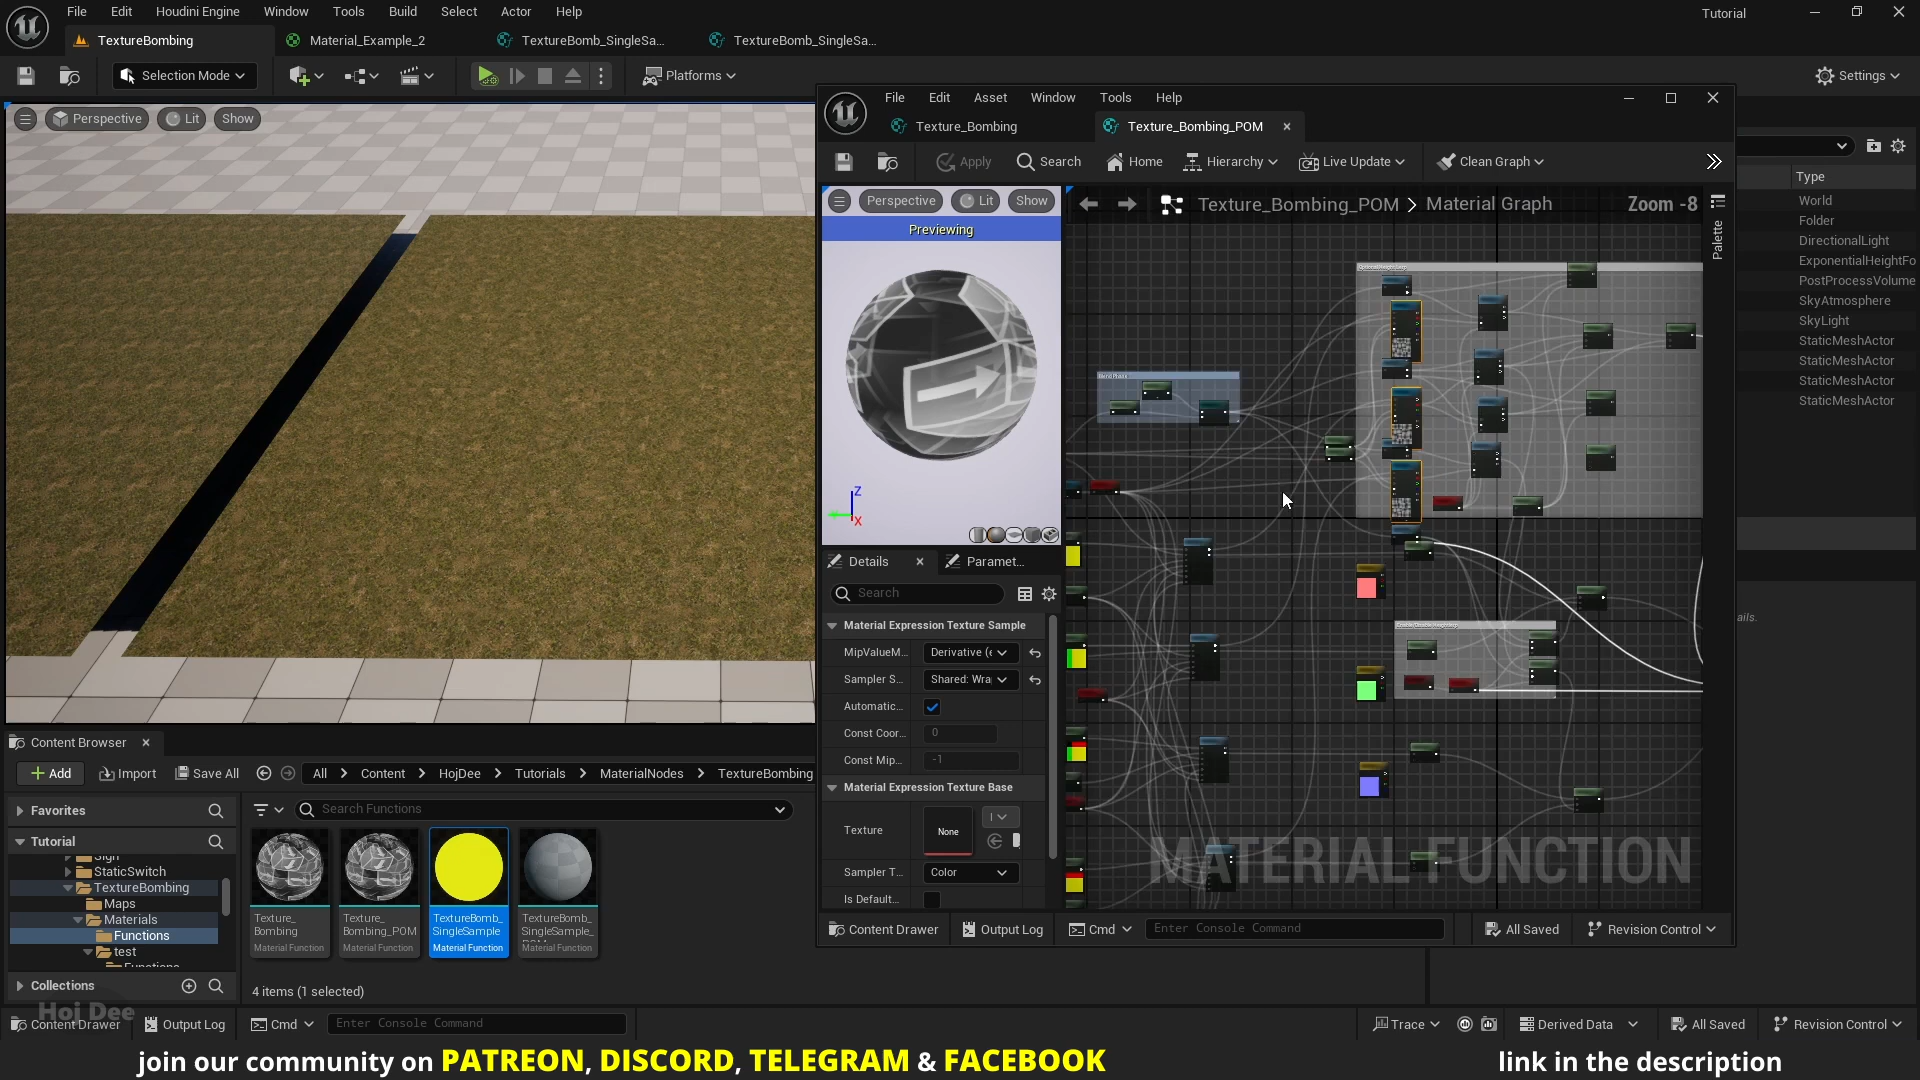 File Edit Houdini Engine Window Tools Build Select Actor Help
Tutorial
TextureBombing
Material_Example_2
TextureBomb_SingleSa...
TextureBomb_SingleSa...
Selection Mode
Platforms
Settings
Perspective
Lit
Show
File Edit Asset Window Tools Help
Texture_Bombing
Texture_Bombing_POM
Apply
Search
Home
Hierarchy
Live Update
Clean Graph
Type
World
Folder
DirectionalLight
ExponentialHeightFo
PostProcessVolume
SkyAtmosphere
SkyLight
StaticMeshActor
StaticMeshActor
StaticMeshActor
StaticMeshActor
ails.
Perspective
Lit
Show
Previewing
Z
X
Texture_Bombing_POM > Material Graph
Zoom -8
Palette
MATERIAL FUNCTION
Details
Paramet...
Search
Material Expression Texture Sample
MipValueM...
Derivative (e
Sampler S...
Shared: Wra
Automatic...
Const Coor...
0
Const Mip...
-1
Material Expression Texture Base
Texture
None
Sampler T...
Color
Is Default...
Content Drawer
Output Log
Cmd
Enter Console Command
All Saved
Revision Control
Content Browser
Add
Import
Save All
All > Content > HojDee > Tutorials > MaterialNodes > TextureBombing
Favorites
Search Functions
Tutorial
Sign
StaticSwitch
TextureBombing
Maps
Materials
Functions
test
Functions
Collections
Texture_
Bombing
Material Function
Texture_
Bombing_POM
Material Function
TextureBomb_
SingleSample
Material Function
TextureBomb_
SingleSample_
POM
Material Function
4 items (1 selected)
Hoj Dee
Content Drawer
Output Log
Cmd
Enter Console Command
Trace
Derived Data
All Saved
Revision Control
join our community on PATREON, DISCORD, TELEGRAM & FACEBOOK
link in the description